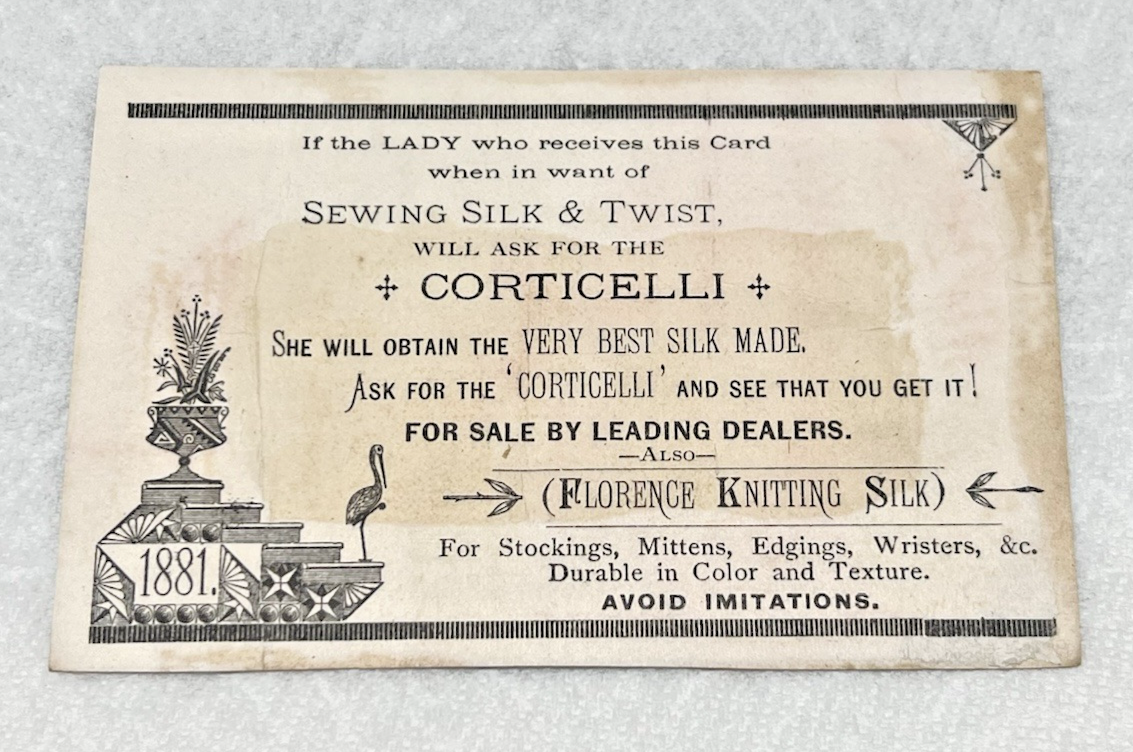 If the LADY who receives this Card
when in want of
SEWING SILK & TWIST,
WILL ASK FOR THE
CORTICELLI
SHE WILL OBTAIN THE VERY BEST SILK MADE.
ASK FOR THE 'CORTICELLI' AND SEE THAT YOU GET IT!
FOR SALE BY LEADING DEALERS.
—ALSO—
(FLORENCE KNITTING SILK)
For Stockings, Mittens, Edgings, Wristers, &c.
Durable in Color and Texture.
AVOID IMITATIONS.
1881.